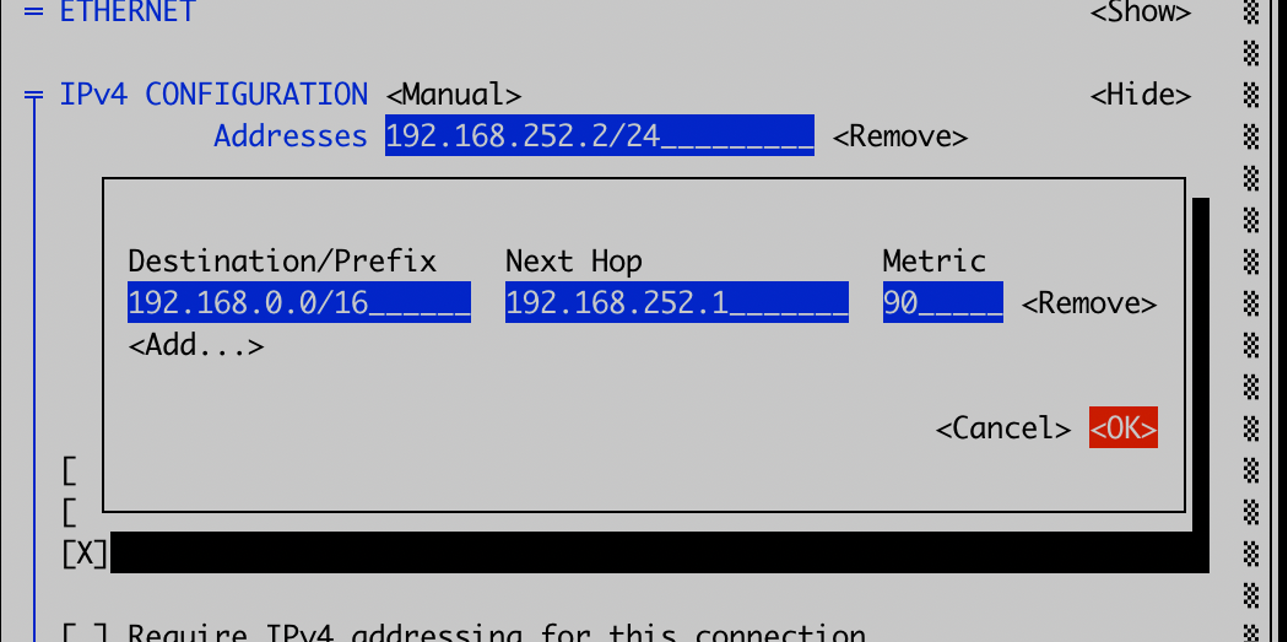 = ETHERNET <Show>
= IPv4 CONFIGURATION <Manual> <Hide>
Addresses 192.168.252.2/24_________ <Remove>
Destination/Prefix Next Hop Metric
192.168.0.0/16______ 192.168.252.1_______ 90_____ <Remove>
<Add...>
<Cancel> <OK>
[
[
[X]
[ ] Require IPv4 addressing for this connection